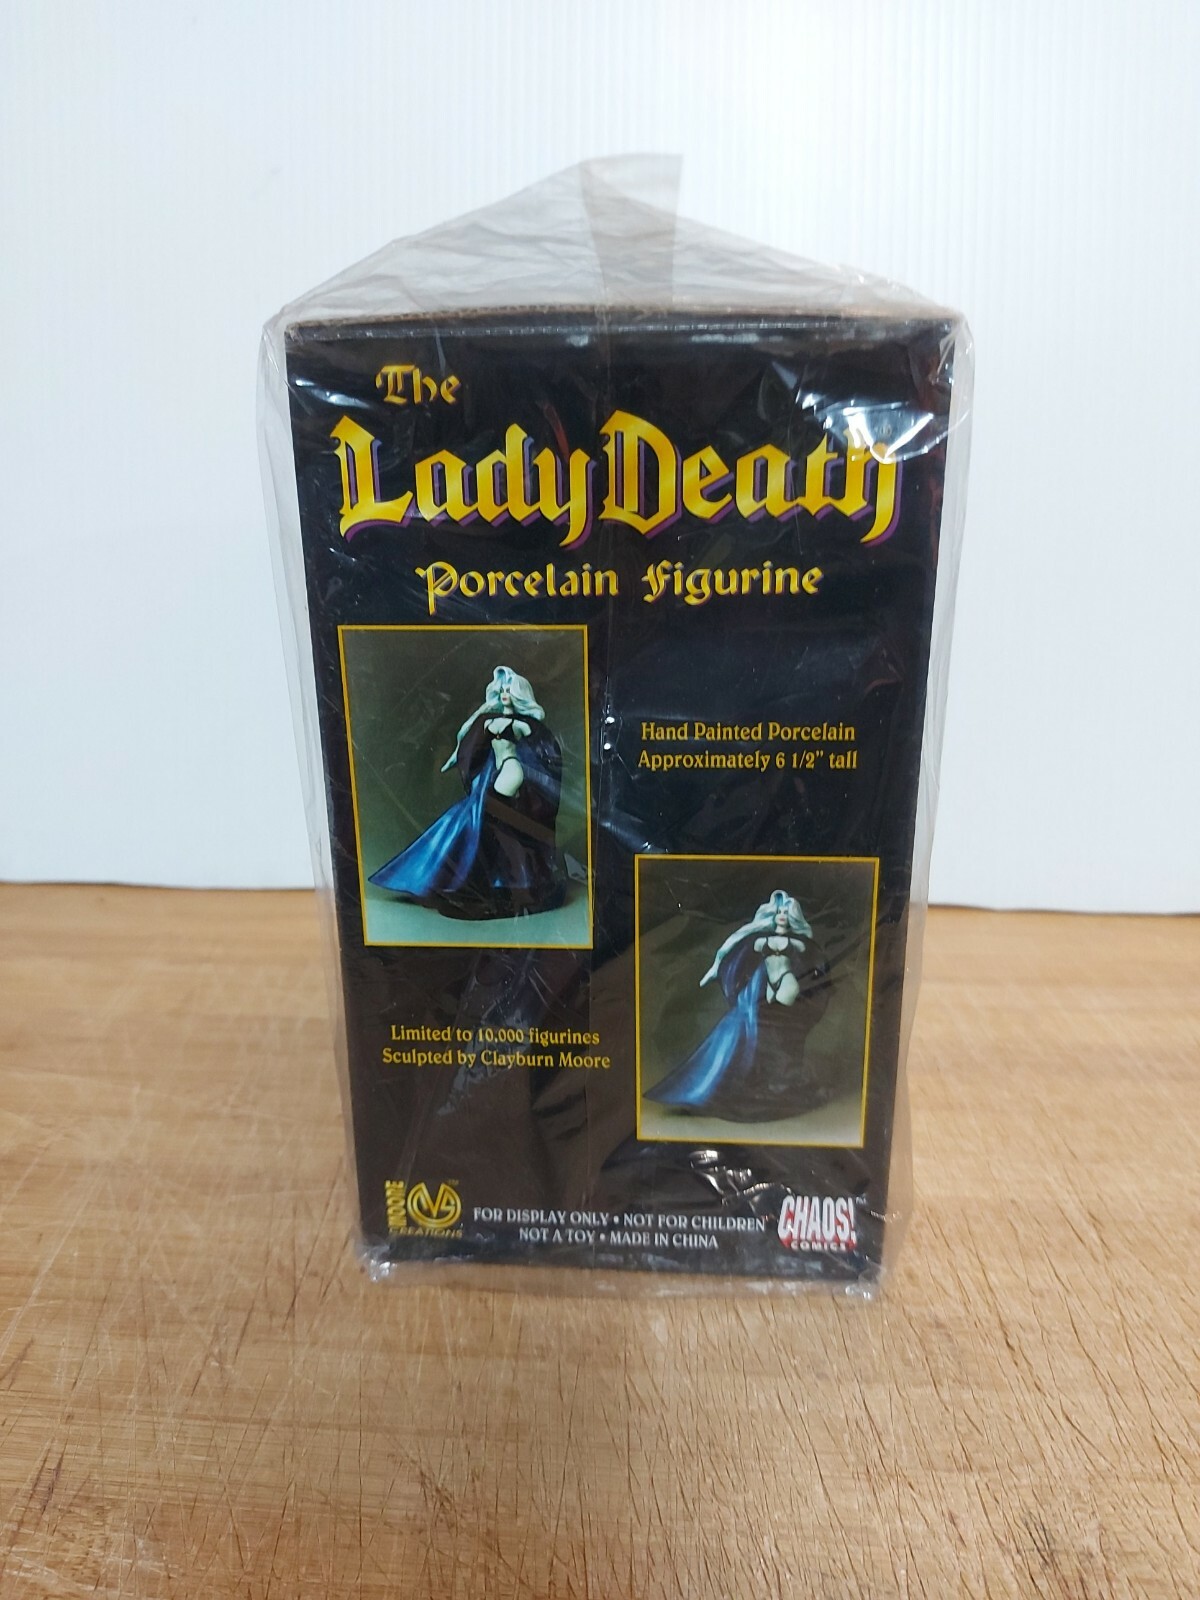 The
Lady Death
Porcelain Figurine
Hand Painted Porcelain
Approximately 6 1/2" tall
Limited to 10,000 figurines
Sculpted by Clayburn Moore
MOORE
CREATIONS
TM
FOR DISPLAY ONLY • NOT FOR CHILDREN
NOT A TOY • MADE IN CHINA
CHAOS!
COMICS